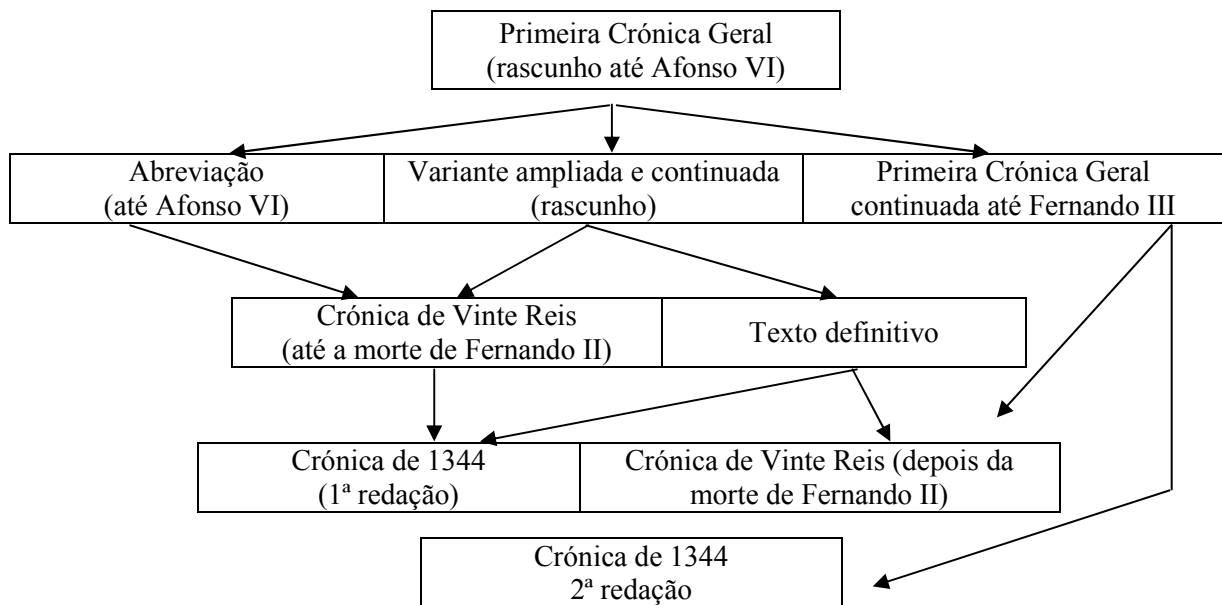 Primeira Crónica Geral
(rascunho até Afonso VI)
Abreviação
(até Afonso VI)
Variante ampliada e continuada
(rascunho)
Primeira Crónica Geral
continuada até Fernando III
Crónica de Vinte Reis
(até a morte de Fernando II)
Texto definitivo
Crónica de 1344
(1ª redação)
Crónica de Vinte Reis (depois da
morte de Fernando II)
Crónica de 1344
2ª redação